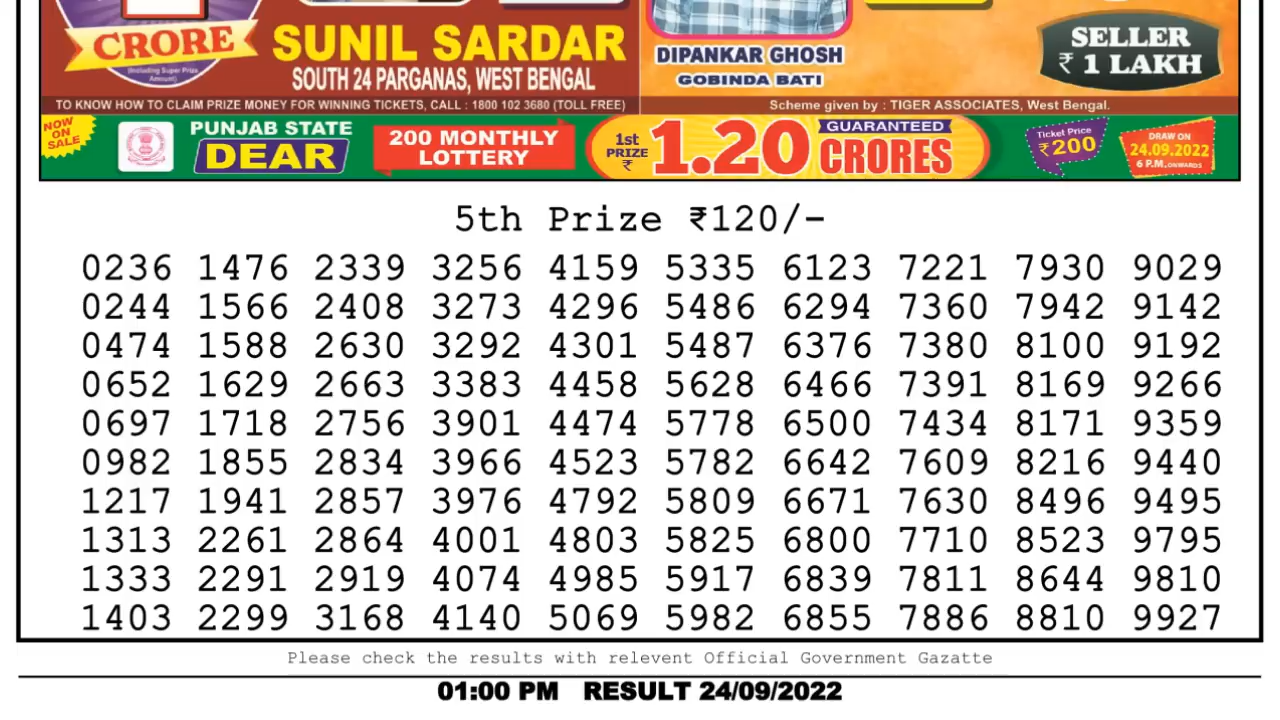 CRORE
(Including Super Prize Amount)
SUNIL SARDAR
SOUTH 24 PARGANAS, WEST BENGAL
DIPANKAR GHOSH
GOBINDA BATI
SELLER
₹ 1 LAKH
TO KNOW HOW TO CLAIM PRIZE MONEY FOR WINNING TICKETS, CALL : 1800 102 3680 (TOLL FREE)
Scheme given by : TIGER ASSOCIATES, West Bengal.
NOW ON SALE
PUNJAB STATE
DEAR
200 MONTHLY
LOTTERY
1st
PRIZE
₹
1.20
GUARANTEED
CRORES
Ticket Price
₹200
DRAW ON
24.09.2022
6 P.M. ONWARDS
5th Prize ₹120/-
0236 1476 2339 3256 4159 5335 6123 7221 7930 9029
0244 1566 2408 3273 4296 5486 6294 7360 7942 9142
0474 1588 2630 3292 4301 5487 6376 7380 8100 9192
0652 1629 2663 3383 4458 5628 6466 7391 8169 9266
0697 1718 2756 3901 4474 5778 6500 7434 8171 9359
0982 1855 2834 3966 4523 5782 6642 7609 8216 9440
1217 1941 2857 3976 4792 5809 6671 7630 8496 9495
1313 2261 2864 4001 4803 5825 6800 7710 8523 9795
1333 2291 2919 4074 4985 5917 6839 7811 8644 9810
1403 2299 3168 4140 5069 5982 6855 7886 8810 9927
Please check the results with relevent Official Government Gazatte
01:00 PM RESULT 24/09/2022